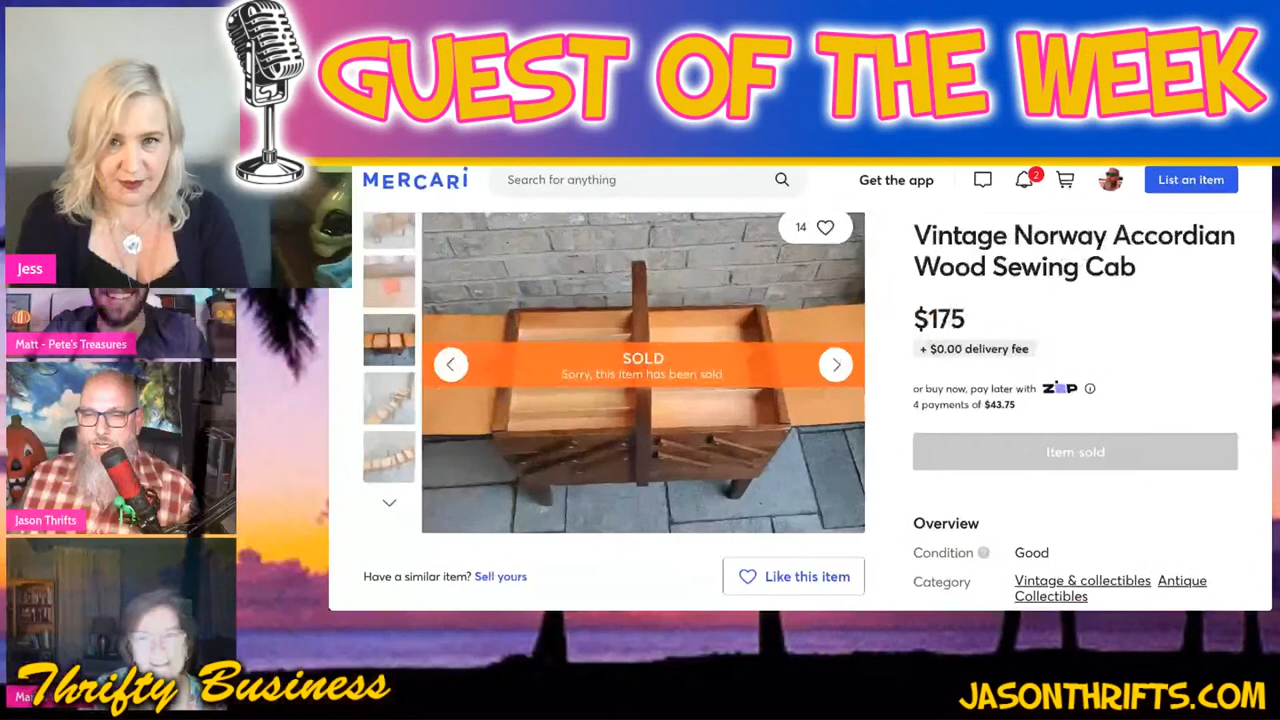 GUEST OF THE WEEK
MERCARI
Search for anything
Get the app
2
List an item
Jess
Matt - Pete's Treasures
Jason Thrifts
14
SOLD
Sorry, this item has been sold
Have a similar item? Sell yours
Like this item
Vintage Norway Accordian
Wood Sewing Cab
$175
+ $0.00 delivery fee
or buy now, pay later with ZIP
4 payments of $43.75
Item sold
Overview
Condition
Good
Category
Vintage & collectibles Antique
Collectibles
Thrifty Business
JASONTHRIFTS.COM